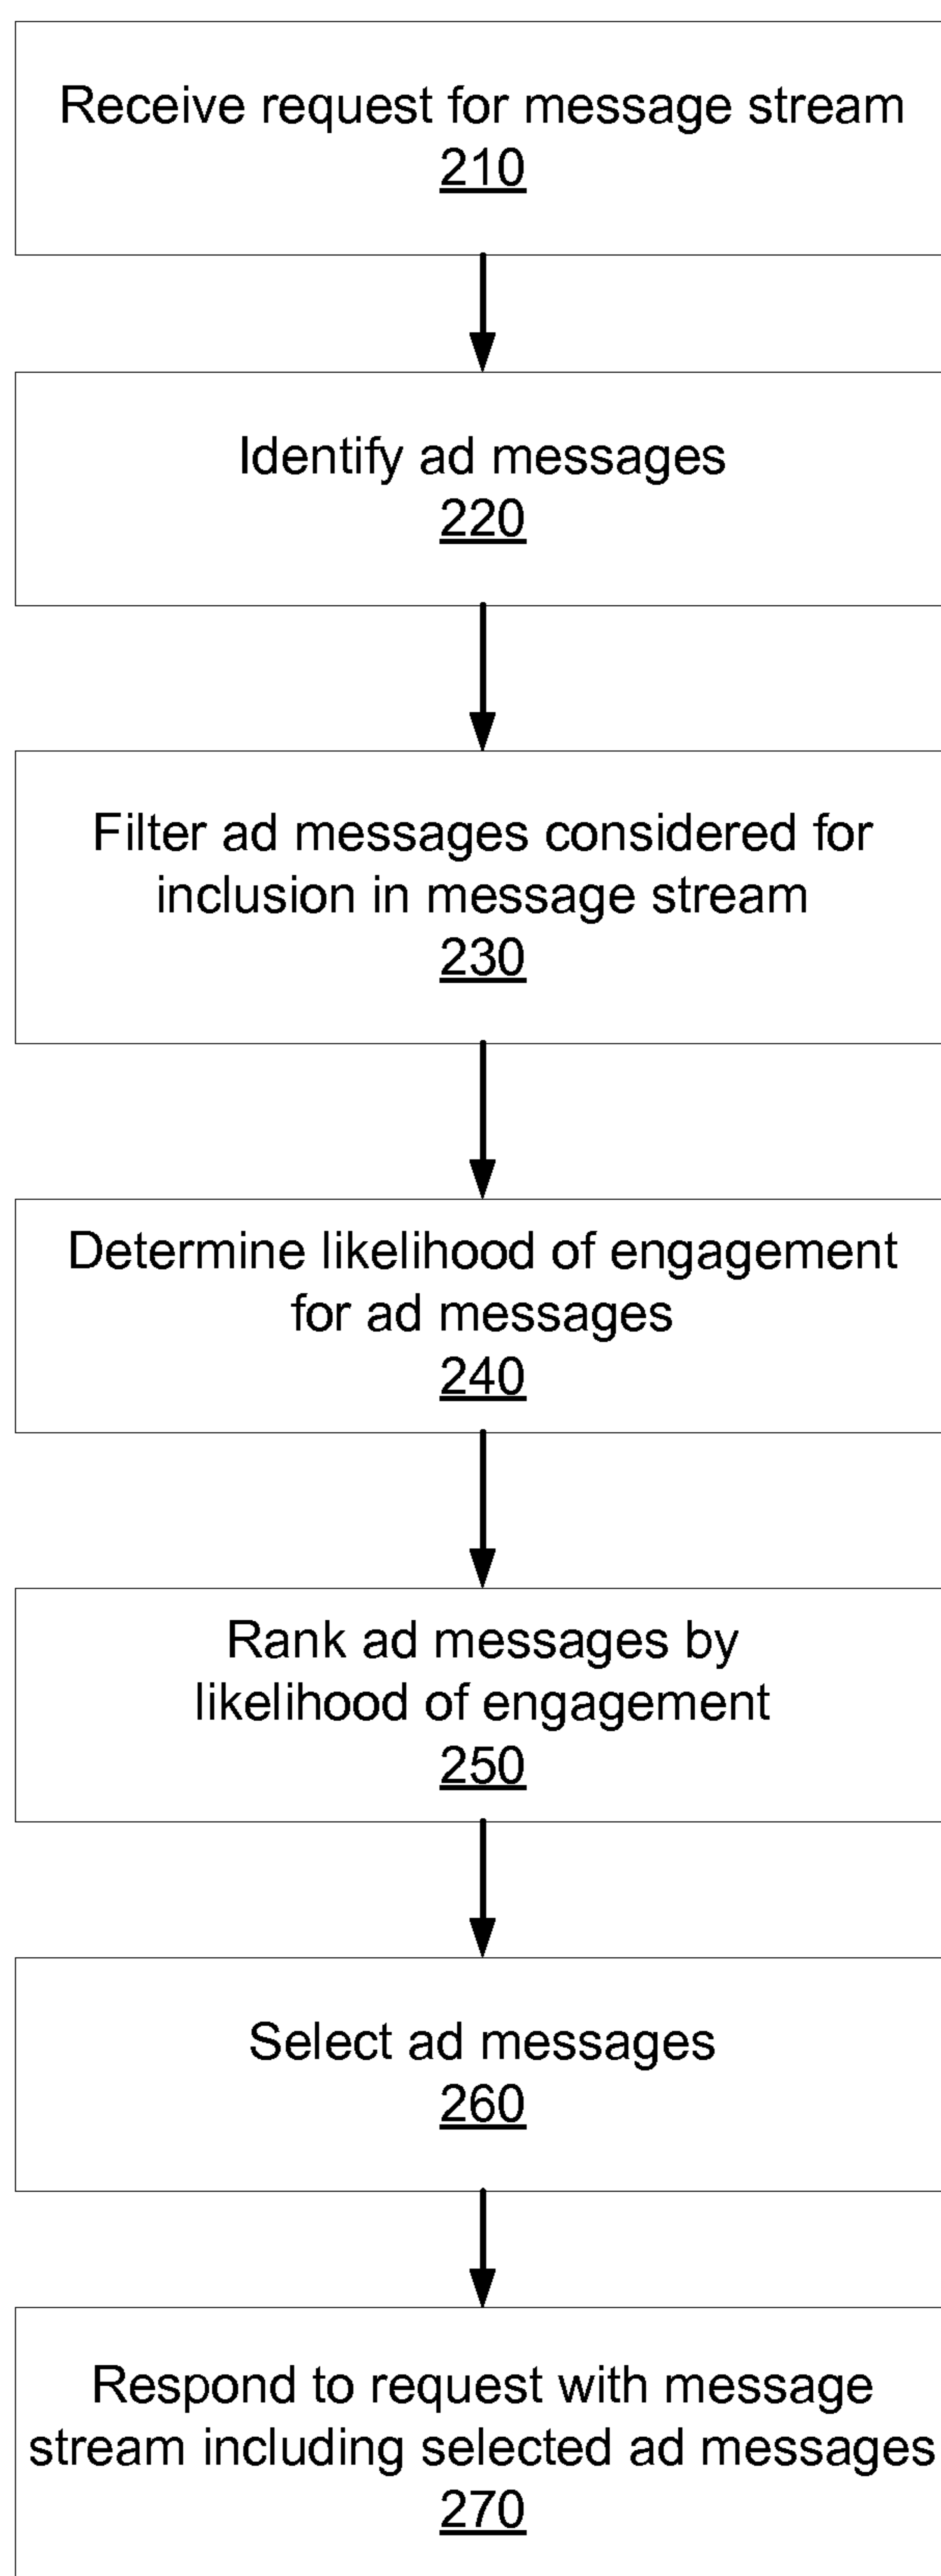 Receive request for message stream
210
Identify ad messages
220
Filter ad messages considered for
inclusion in message stream
230
Determine likelihood of engagement
for ad messages
240
Rank ad messages by
likelihood of engagement
250
Select ad messages
260
Respond to request with message
stream including selected ad messages
270